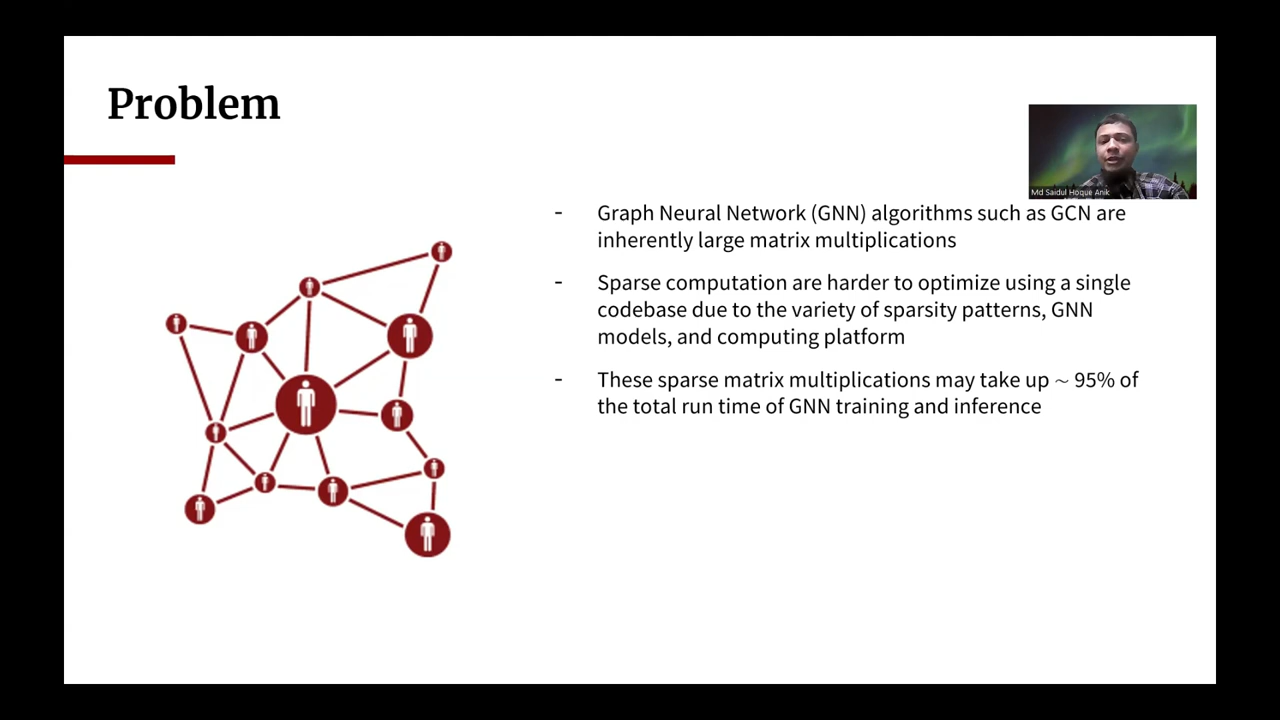 Problem
Md Saidul Hoque Anik
- Graph Neural Network (GNN) algorithms such as GCN are
inherently large matrix multiplications
- Sparse computation are harder to optimize using a single
codebase due to the variety of sparsity patterns, GNN
models, and computing platform
- These sparse matrix multiplications may take up ~ 95% of
the total run time of GNN training and inference